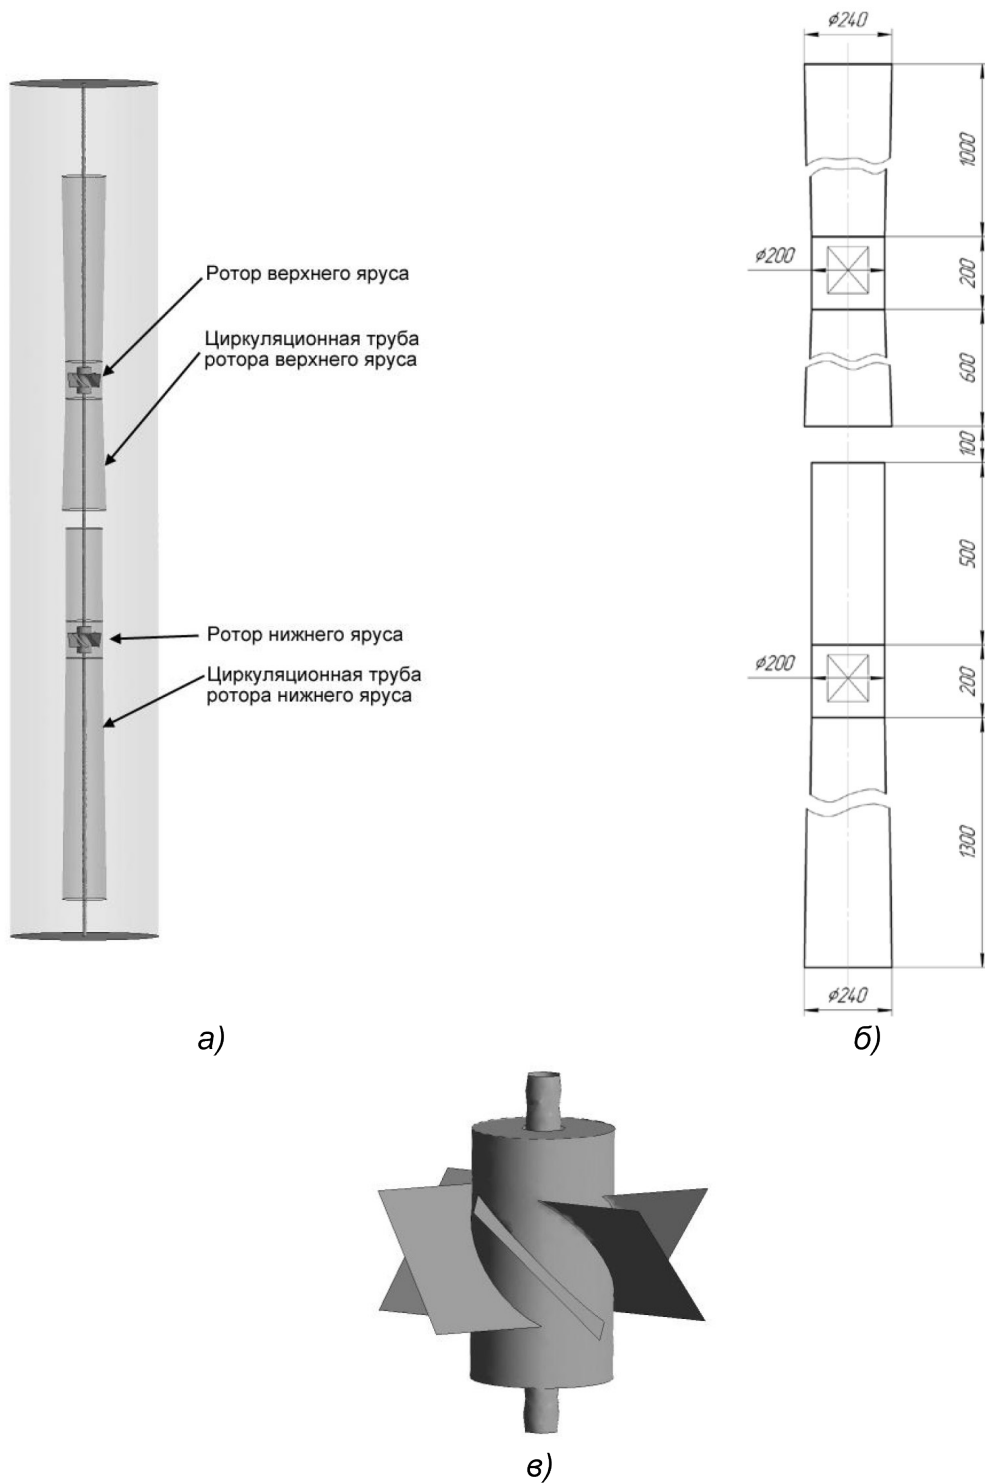 ϕ240
1000
Ротор верхнего яруса
ϕ200
200
Циркуляционная труба
ротора верхнего яруса
600
100
500
Ротор нижнего яруса
ϕ200
200
Циркуляционная труба
ротора нижнего яруса
1300
ϕ240
а)
б)
в)